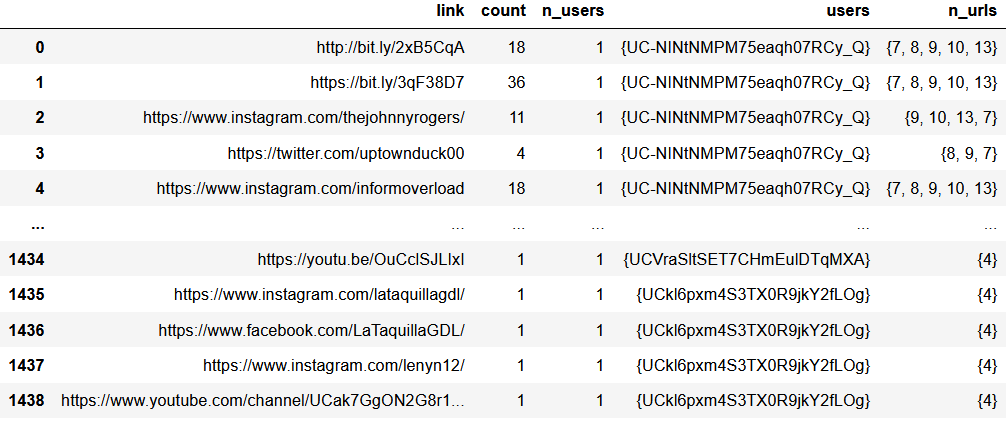 link count n_users users n_urls
0 http://bit.ly/2xB5CqA 18 1 {UC-NINtNMPM75eaqh07RCy_Q} {7, 8, 9, 10, 13}
1 https://bit.ly/3qF38D7 36 1 {UC-NINtNMPM75eaqh07RCy_Q} {7, 8, 9, 10, 13}
2 https://www.instagram.com/thejohnnyrogers/ 11 1 {UC-NINtNMPM75eaqh07RCy_Q} {9, 10, 13, 7}
3 https://twitter.com/uptownduck00 4 1 {UC-NINtNMPM75eaqh07RCy_Q} {8, 9, 7}
4 https://www.instagram.com/informoverload 18 1 {UC-NINtNMPM75eaqh07RCy_Q} {7, 8, 9, 10, 13}
... ... ... ... ... ...
1434 https://youtu.be/OuCclSJLIxI 1 1 {UCVraSltSET7CHmEulDTqMXA} {4}
1435 https://www.instagram.com/lataquillagdl/ 1 1 {UCkl6pxm4S3TX0R9jkY2fLOg} {4}
1436 https://www.facebook.com/LaTaquillaGDL/ 1 1 {UCkl6pxm4S3TX0R9jkY2fLOg} {4}
1437 https://www.instagram.com/lenyn12/ 1 1 {UCkl6pxm4S3TX0R9jkY2fLOg} {4}
1438 https://www.youtube.com/channel/UCak7GgON2G8r1... 1 1 {UCkl6pxm4S3TX0R9jkY2fLOg} {4}